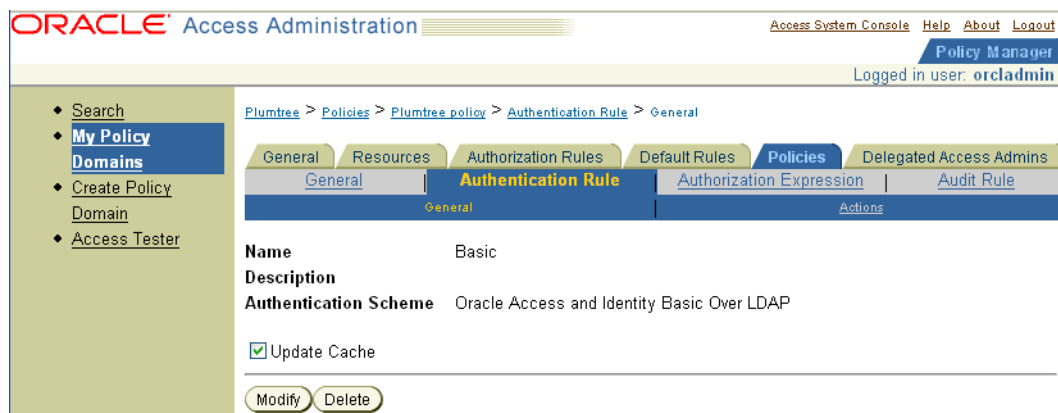 ORACLE Access Administration
Access System Console Help About Logout
Policy Manager
Logged in user: orcladmin
Search
My Policy
Domains
Create Policy
Domain
Access Tester
Plumtree > Policies > Plumtree policy > Authentication Rule > General
General Resources Authorization Rules Default Rules Policies Delegated Access Admins
General | Authentication Rule | Authorization Expression | Audit Rule
General | Actions
Name Basic
Description
Authentication Scheme Oracle Access and Identity Basic Over LDAP
Update Cache
Modify Delete